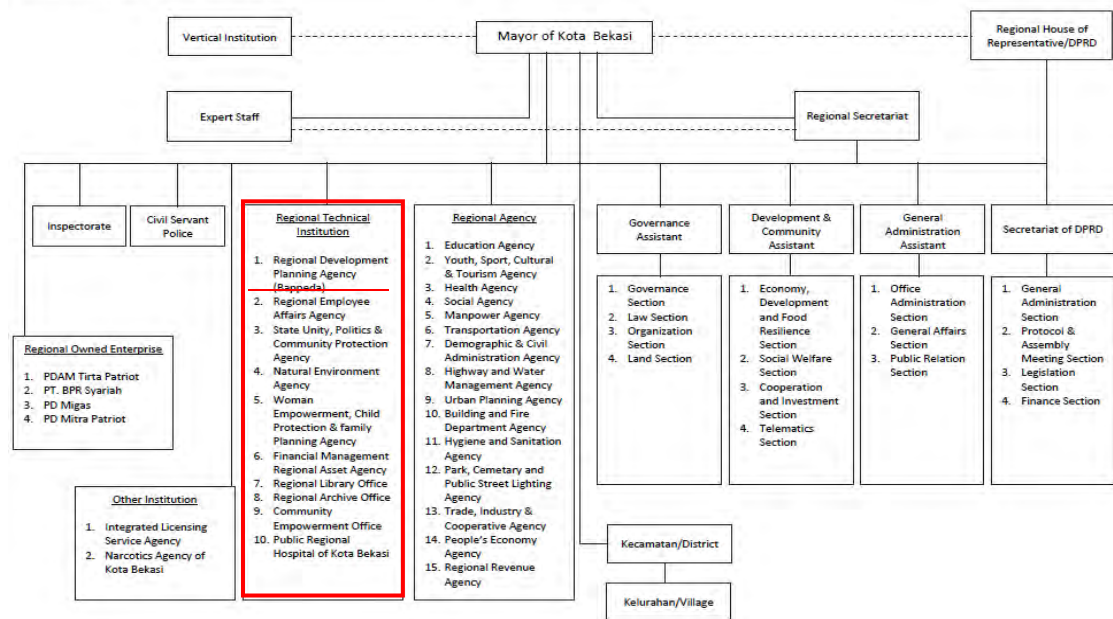 Vertical Institution
Mayor of Kota Bekasi
Regional House of
Representative/DPRD
Expert Staff
Regional Secretariat
Inspectorate
Civil Servant
Police
Regional Technical
Institution
1. Regional Development
Planning Agency
(Bappeda)
2. Regional Employee
Affairs Agency
3. State Unity, Politics &
Community Protection
Agency
4. Natural Environment
Agency
5. Woman
Empowerment, Child
Protection & family
Planning Agency
6. Financial Management
Regional Asset Agency
7. Regional Library Office
8. Regional Archive Office
9. Community
Empowerment Office
10. Public Regional
Hospital of Kota Bekasi
Regional Agency
1. Education Agency
2. Youth, Sport, Cultural
& Tourism Agency
3. Health Agency
4. Social Agency
5. Manpower Agency
6. Transportation Agency
7. Demographic & Civil
Administration Agency
8. Highway and Water
Management Agency
9. Urban Planning Agency
10. Building and Fire
Department Agency
11. Hygiene and Sanitation
Agency
12. Park, Cemetary and
Public Street Lighting
Agency
13. Trade, Industry &
Cooperative Agency
14. People's Economy
Agency
15. Regional Revenue
Agency
Governance
Assistant
1. Governance
Section
2. Law Section
3. Organization
Section
4. Land Section
Development &
Community
Assistant
1. Economy,
Development
and Food
Resilience
Section
2. Social Welfare
Section
3. Cooperation
and Investment
Section
4. Telematics
Section
General
Administration
Assistant
1. Office
Administration
Section
2. General Affairs
Section
3. Public Relation
Section
Secretariat of DPRD
1. General
Administration
Section
2. Protocol &
Assembly
Meeting Section
3. Legislation
Section
4. Finance Section
Regional Owned Enterprise
1. PDAM Tirta Patriot
2. PT. BPR Syariah
3. PD Migas
4. PD Mitra Patriot
Other Institution
1. Integrated Licensing
Service Agency
2. Narcotics Agency of
Kota Bekasi
Kecamatan/District
Kelurahan/Village